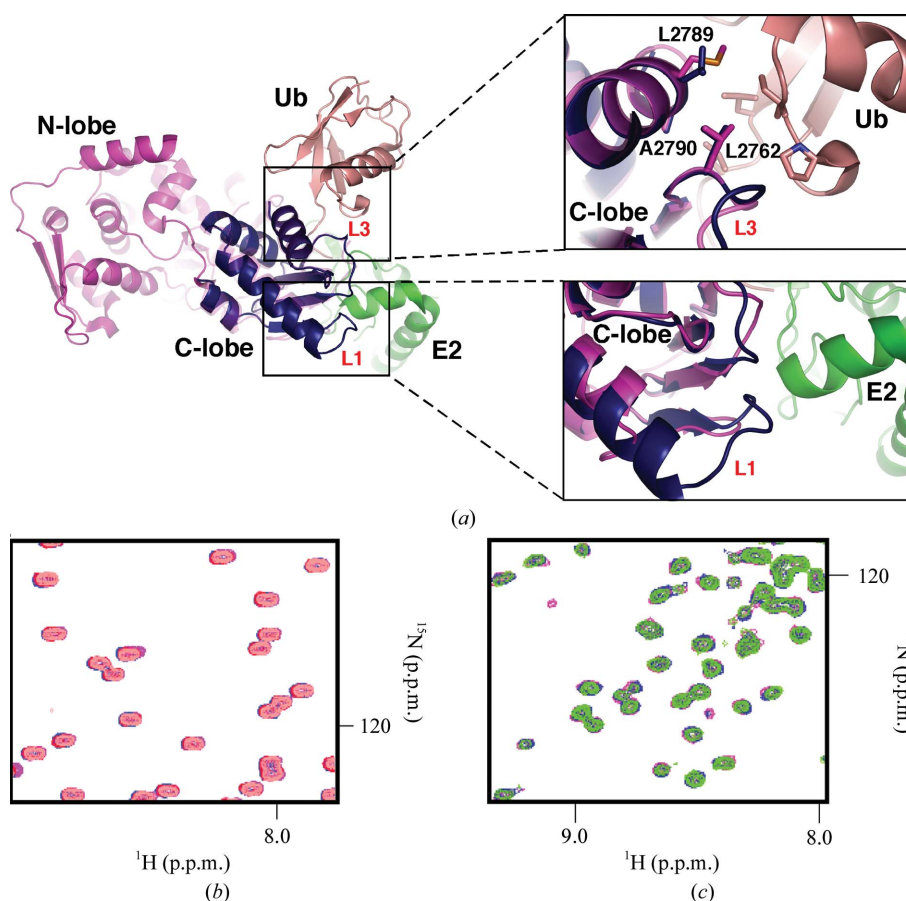 L2789
Ub
N-lobe
Ub
A2790
L2762
C-lobe
L3
L3
C-lobe
C-lobe
E2
E2
L1
L1
(a)
120
¹⁵N (p.p.m.)
N (p.p.m.)
120
8.0
9.0
8.0
¹H (p.p.m.)
¹H (p.p.m.)
(b)
(c)